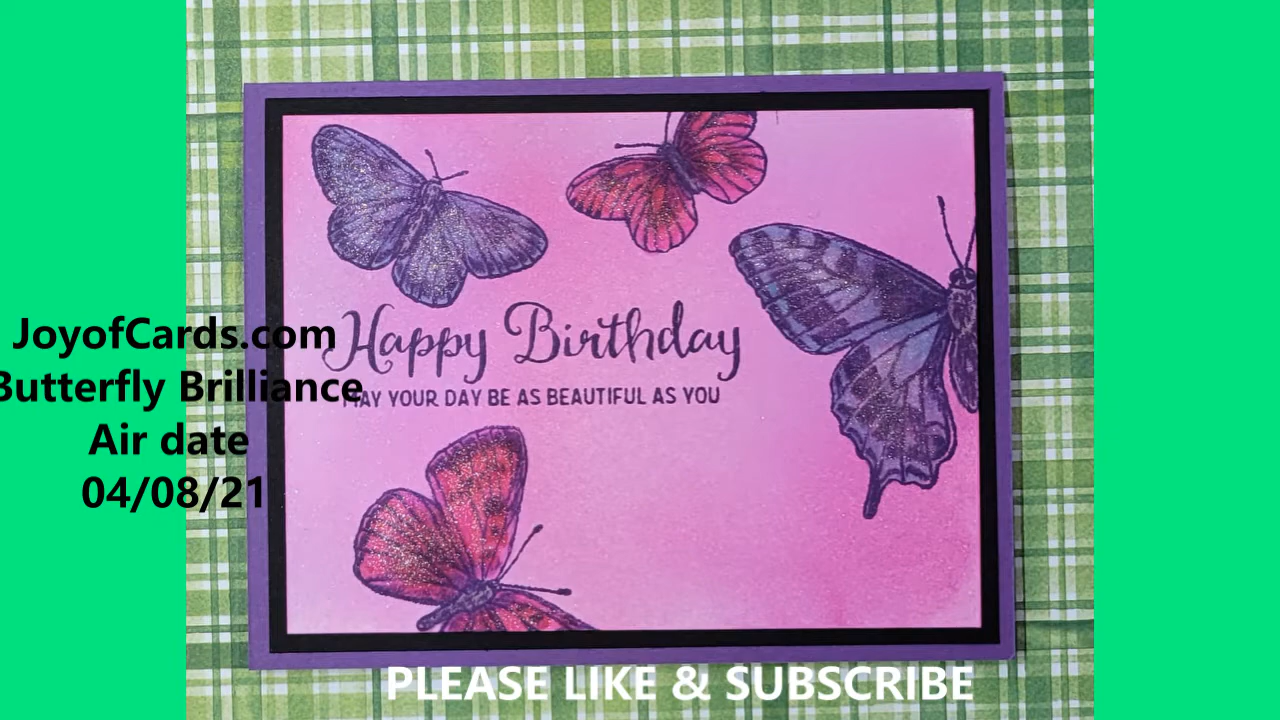 JoyofCards.com
Butterfly Brilliance
Air date
04/08/21
Happy Birthday
MAY YOUR DAY BE AS BEAUTIFUL AS YOU
PLEASE LIKE & SUBSCRIBE